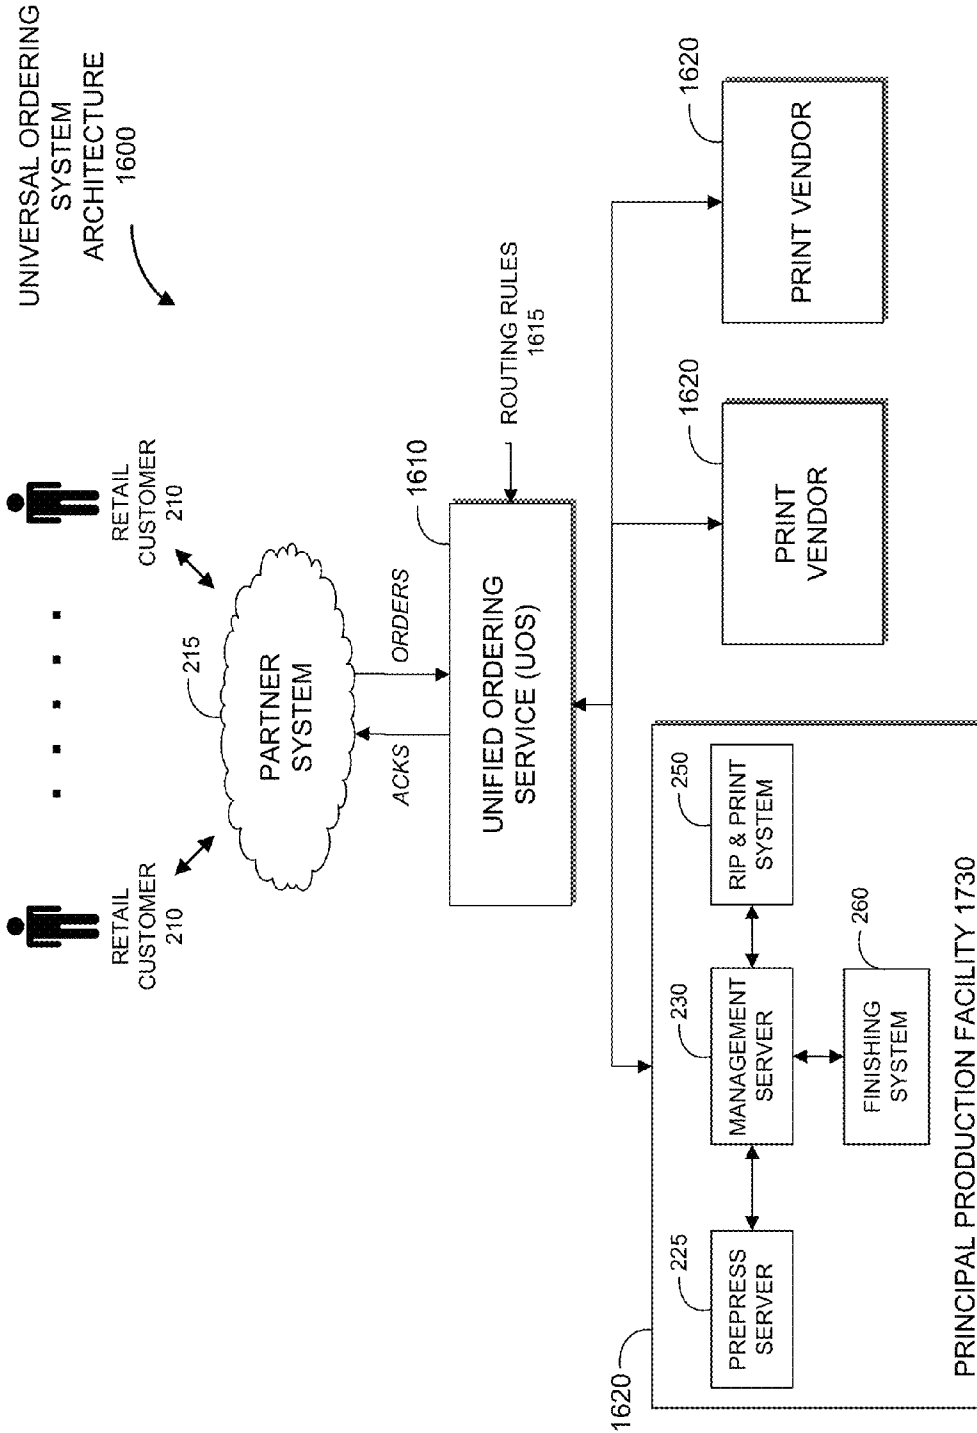 UNIVERSAL ORDERING
SYSTEM
ARCHITECTURE
1600
RETAIL
CUSTOMER
210
RETAIL
CUSTOMER
210
215
PARTNER
SYSTEM
ACKS
ORDERS
1610
UNIFIED ORDERING
SERVICE (UOS)
ROUTING RULES
1615
1620
PREPRESS
SERVER
225
MANAGEMENT
SERVER
230
RIP & PRINT
SYSTEM
250
FINISHING
SYSTEM
260
PRINCIPAL PRODUCTION FACILITY 1730
1620
PRINT
VENDOR
1620
PRINT VENDOR